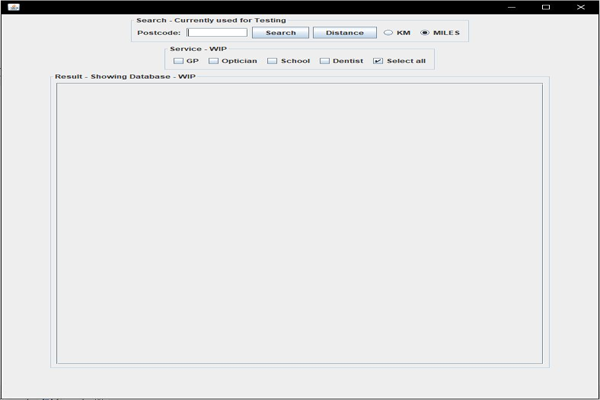 Search - Currently used for Testing
Postcode: Search Distance KM MILES
Service - WIP
GP Optician School Dentist Select all
Result - Showing Database - WIP